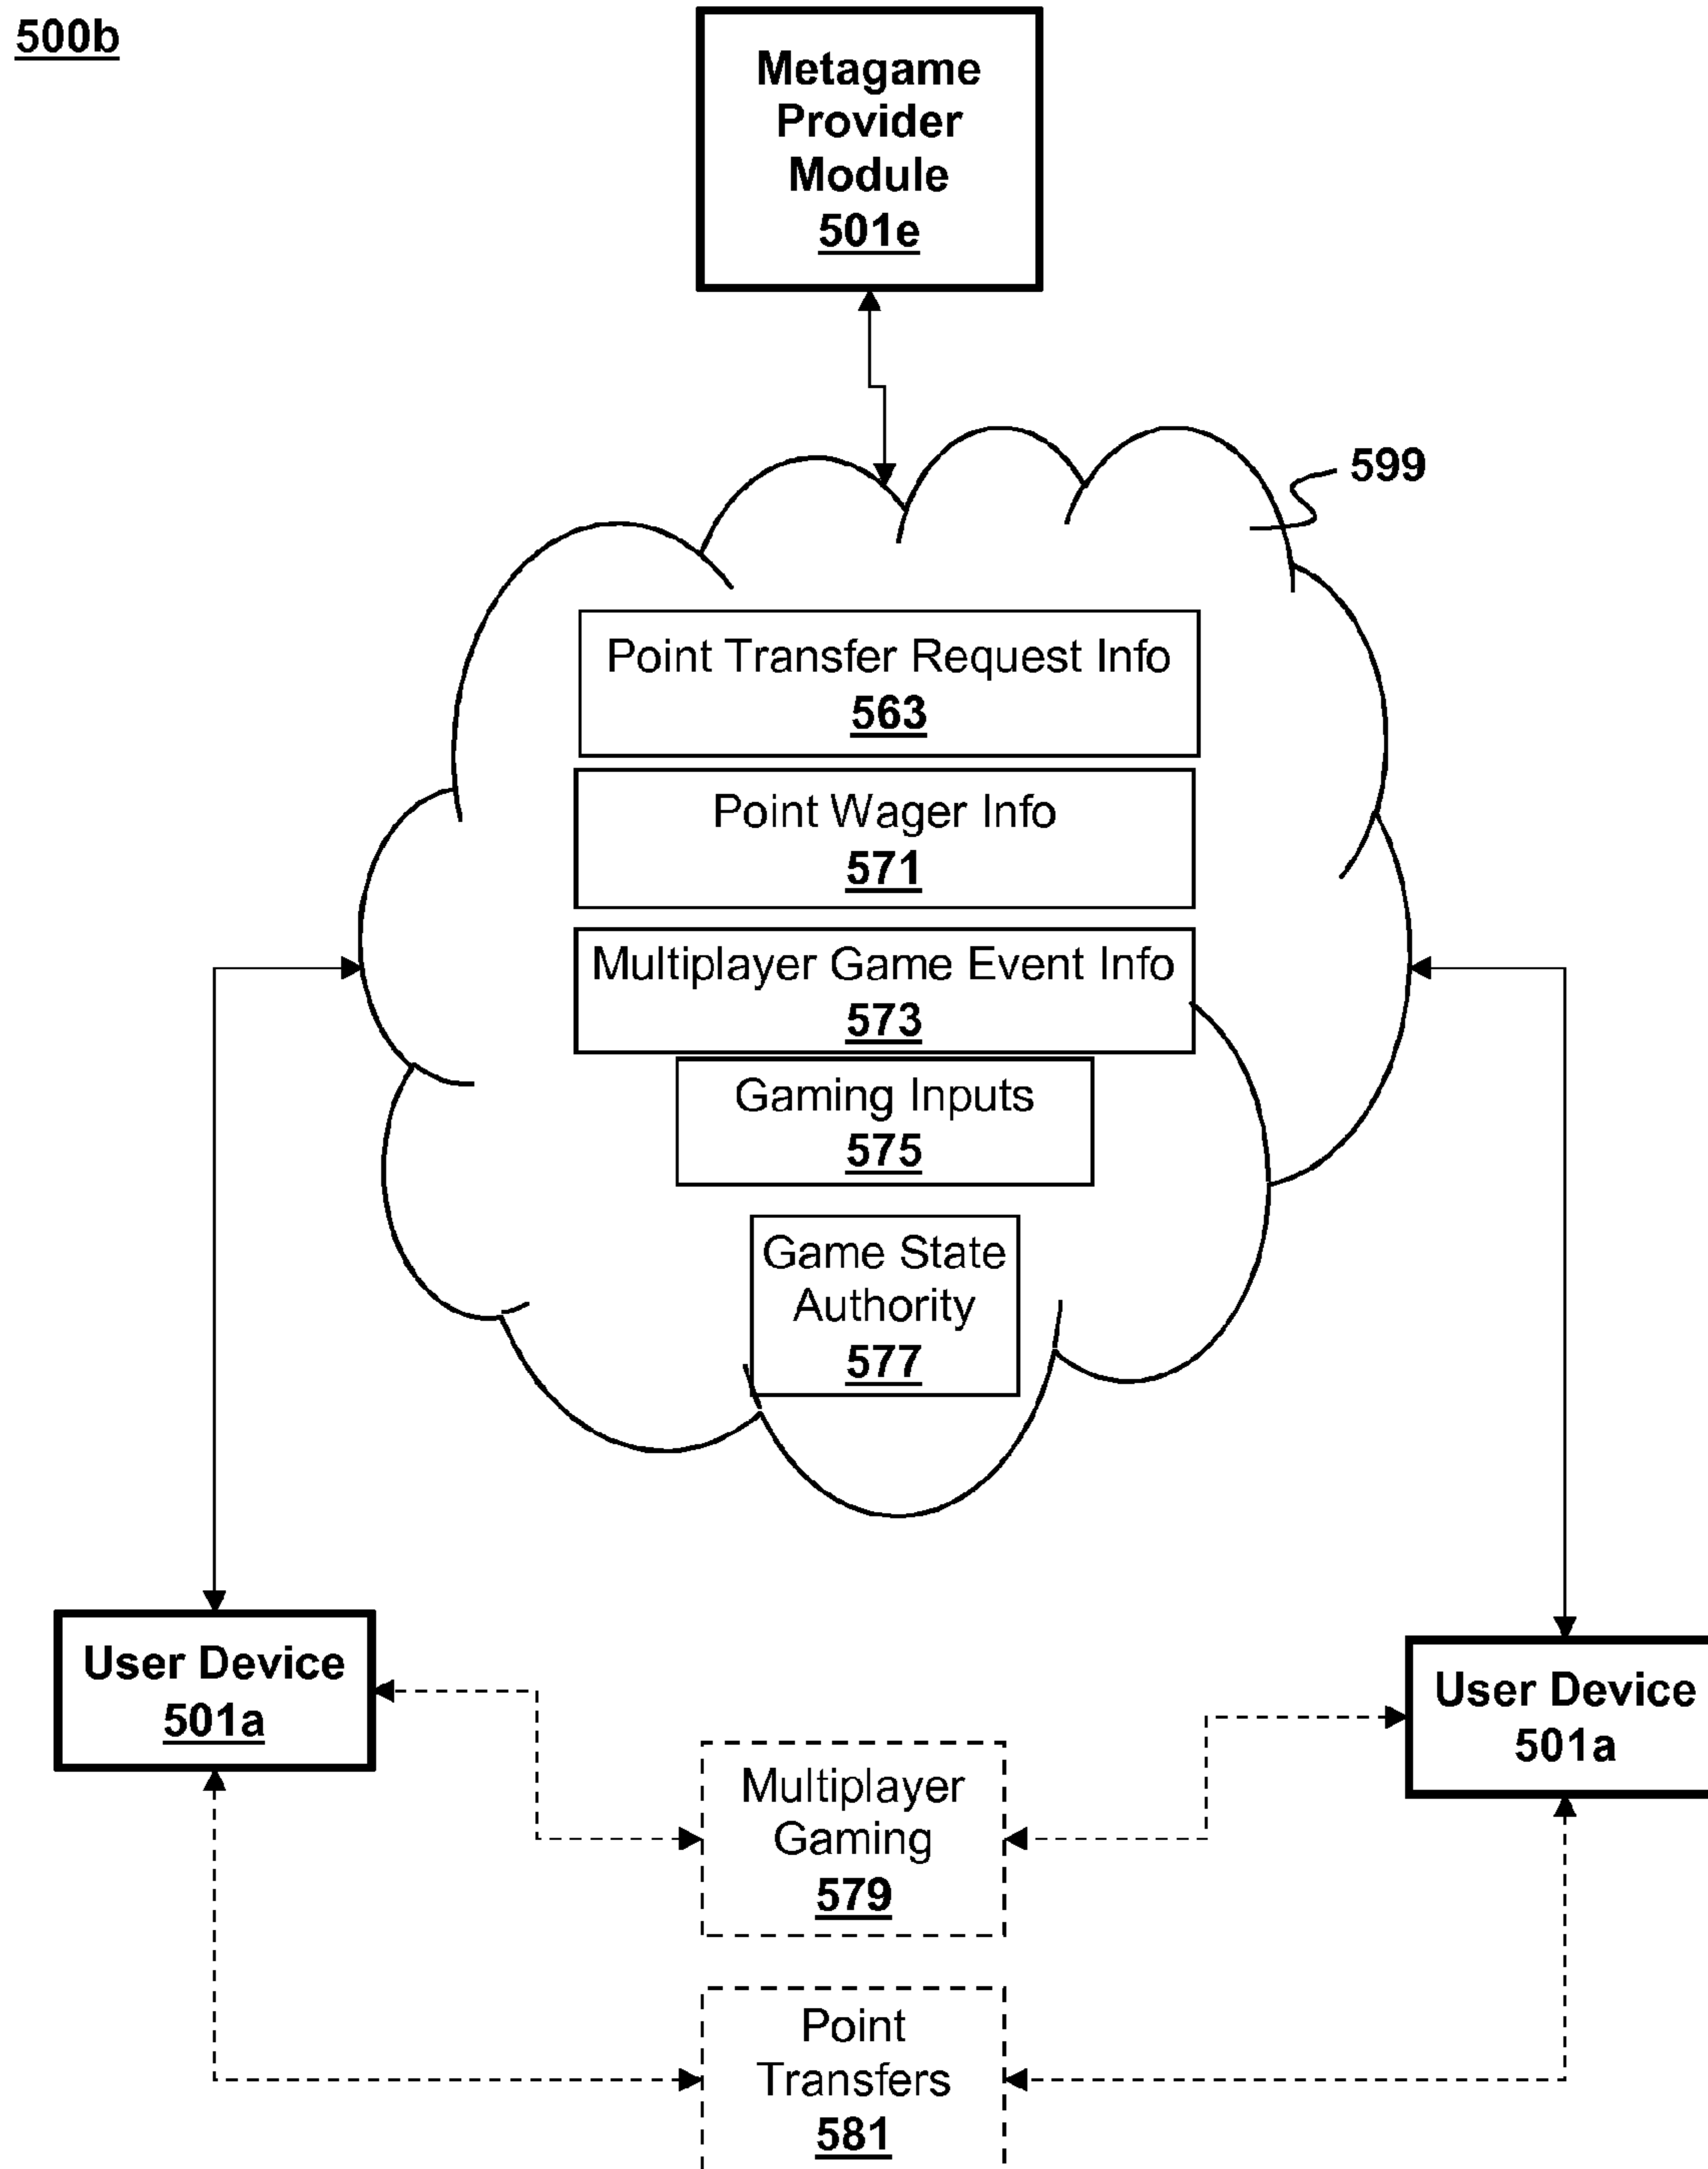 500b
Metagame
Provider
Module
501e
599
Point Transfer Request Info
563
Point Wager Info
571
Multiplayer Game Event Info
573
Gaming Inputs
575
Game State
Authority
577
User Device
501a
User Device
501a
Multiplayer
Gaming
579
Point
Transfers
581